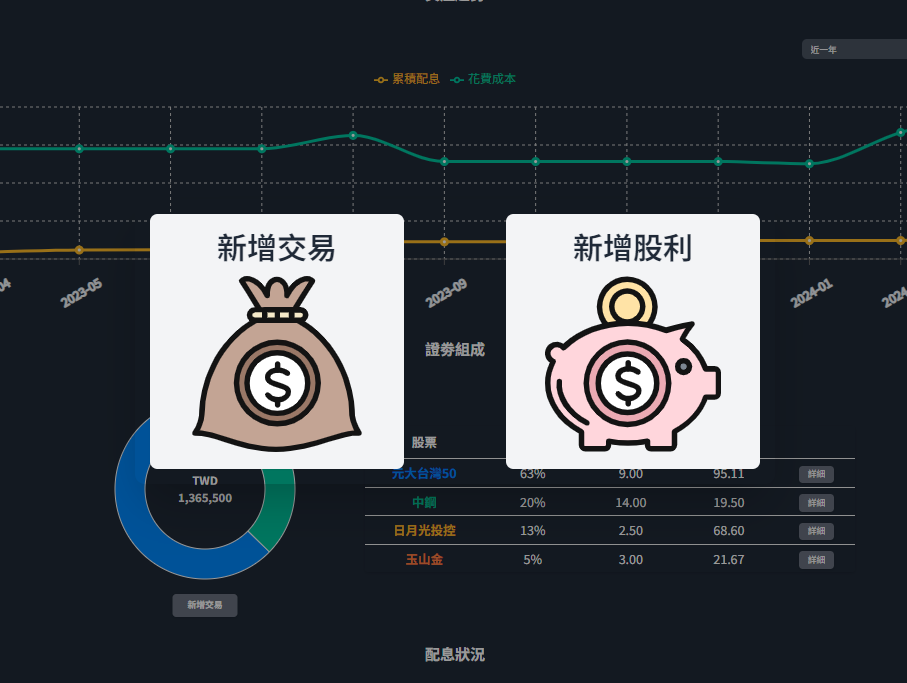 近一年
累積配息 花費成本
新增交易
新增股利
2023-05
2023-09
2024-01
證券組成
股票
TWD
1,365,500
元大台灣50 63% 9.00 95.11 詳細
中鋼 20% 14.00 19.50 詳細
日月光投控 13% 2.50 68.60 詳細
玉山金 5% 3.00 21.67 詳細
新增交易
配息狀況